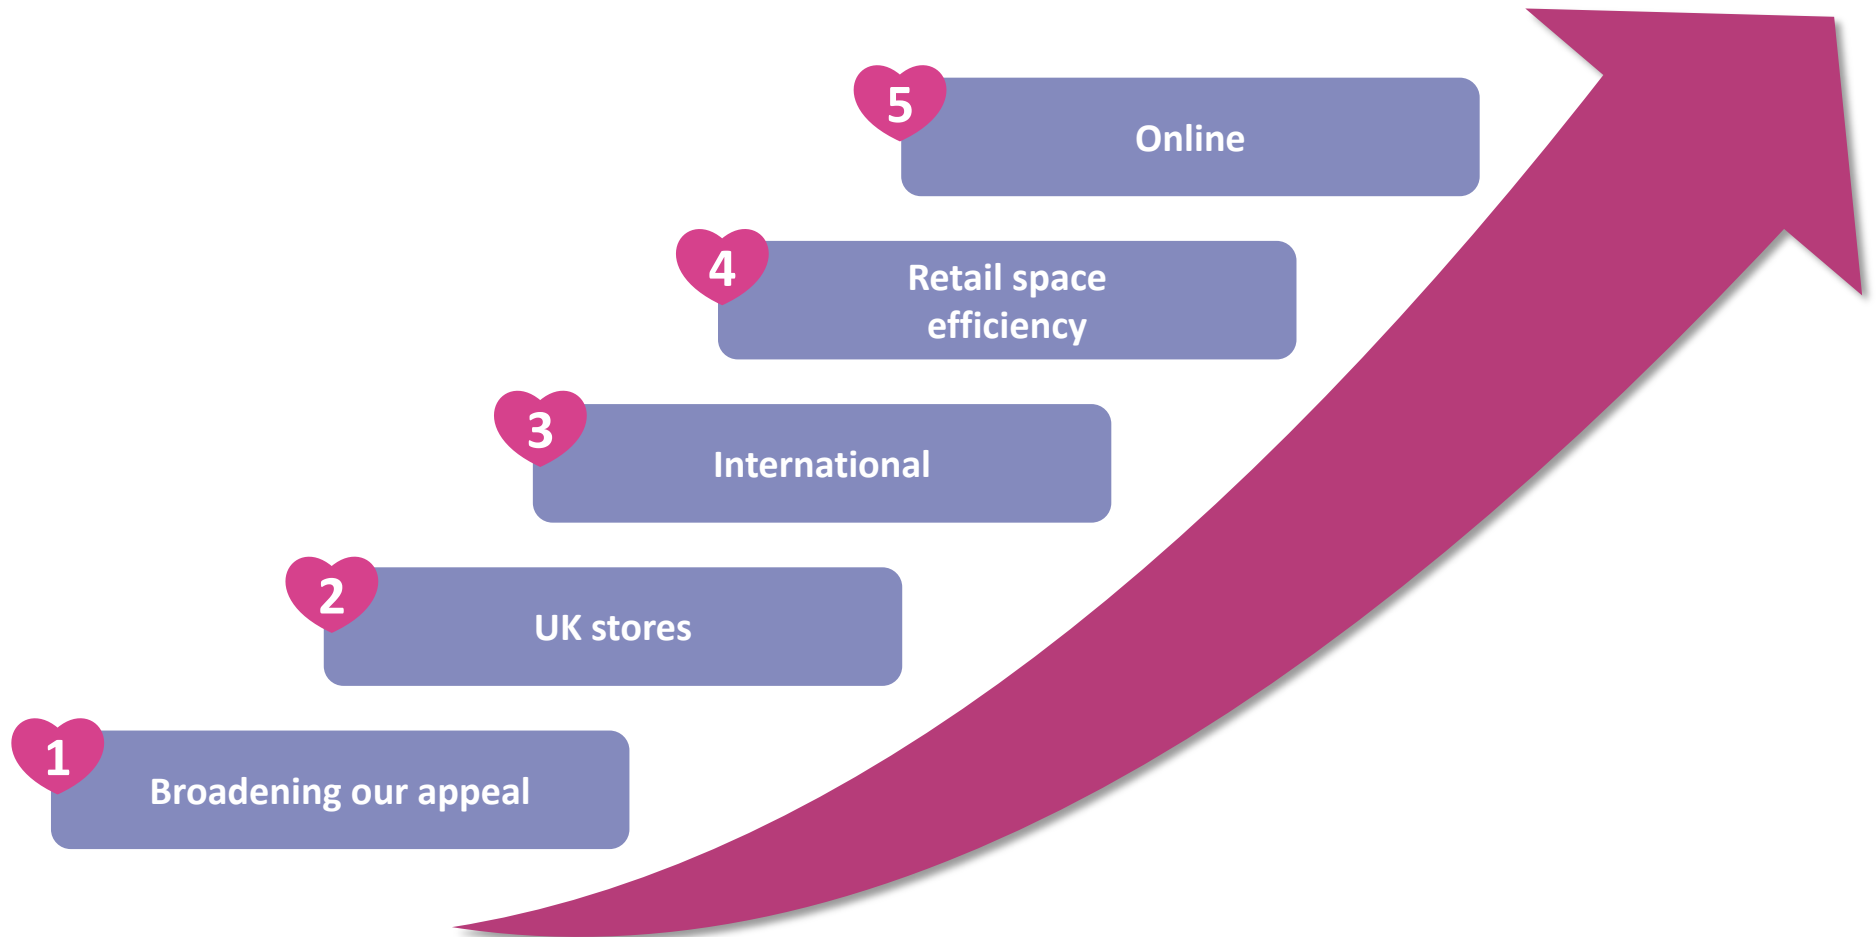 5
Online
4
Retail space
efficiency
3
International
2
UK stores
1
Broadening our appeal